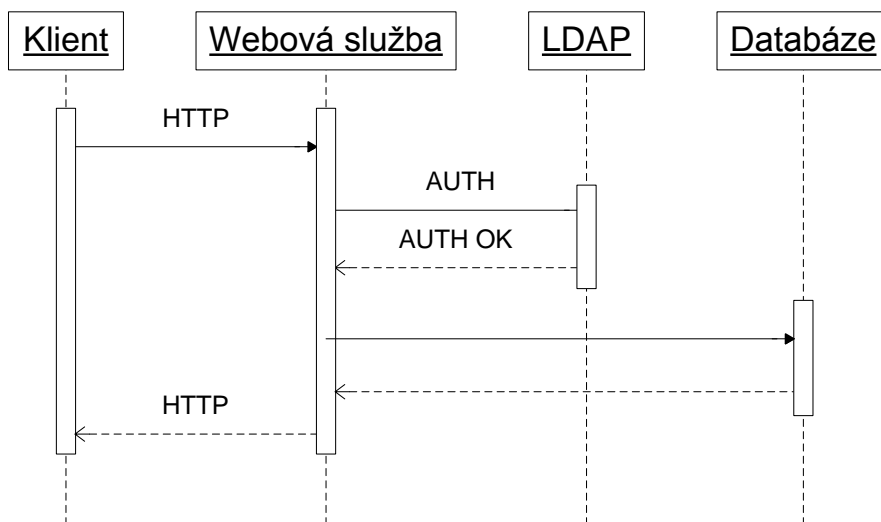 Klient
Webová služba
LDAP
Databáze
HTTP
AUTH
AUTH OK
HTTP